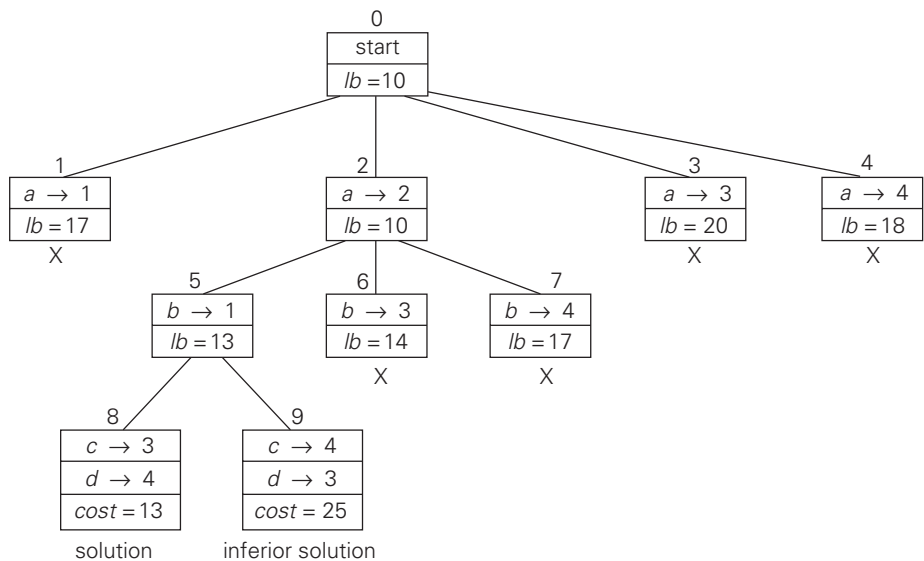 0
start
lb = 10
1
a → 1
lb = 17
X
2
a → 2
lb = 10
3
a → 3
lb = 20
X
4
a → 4
lb = 18
X
5
b → 1
lb = 13
6
b → 3
lb = 14
X
7
b → 4
lb = 17
X
8
c → 3
d → 4
cost = 13
solution
9
c → 4
d → 3
cost = 25
inferior solution